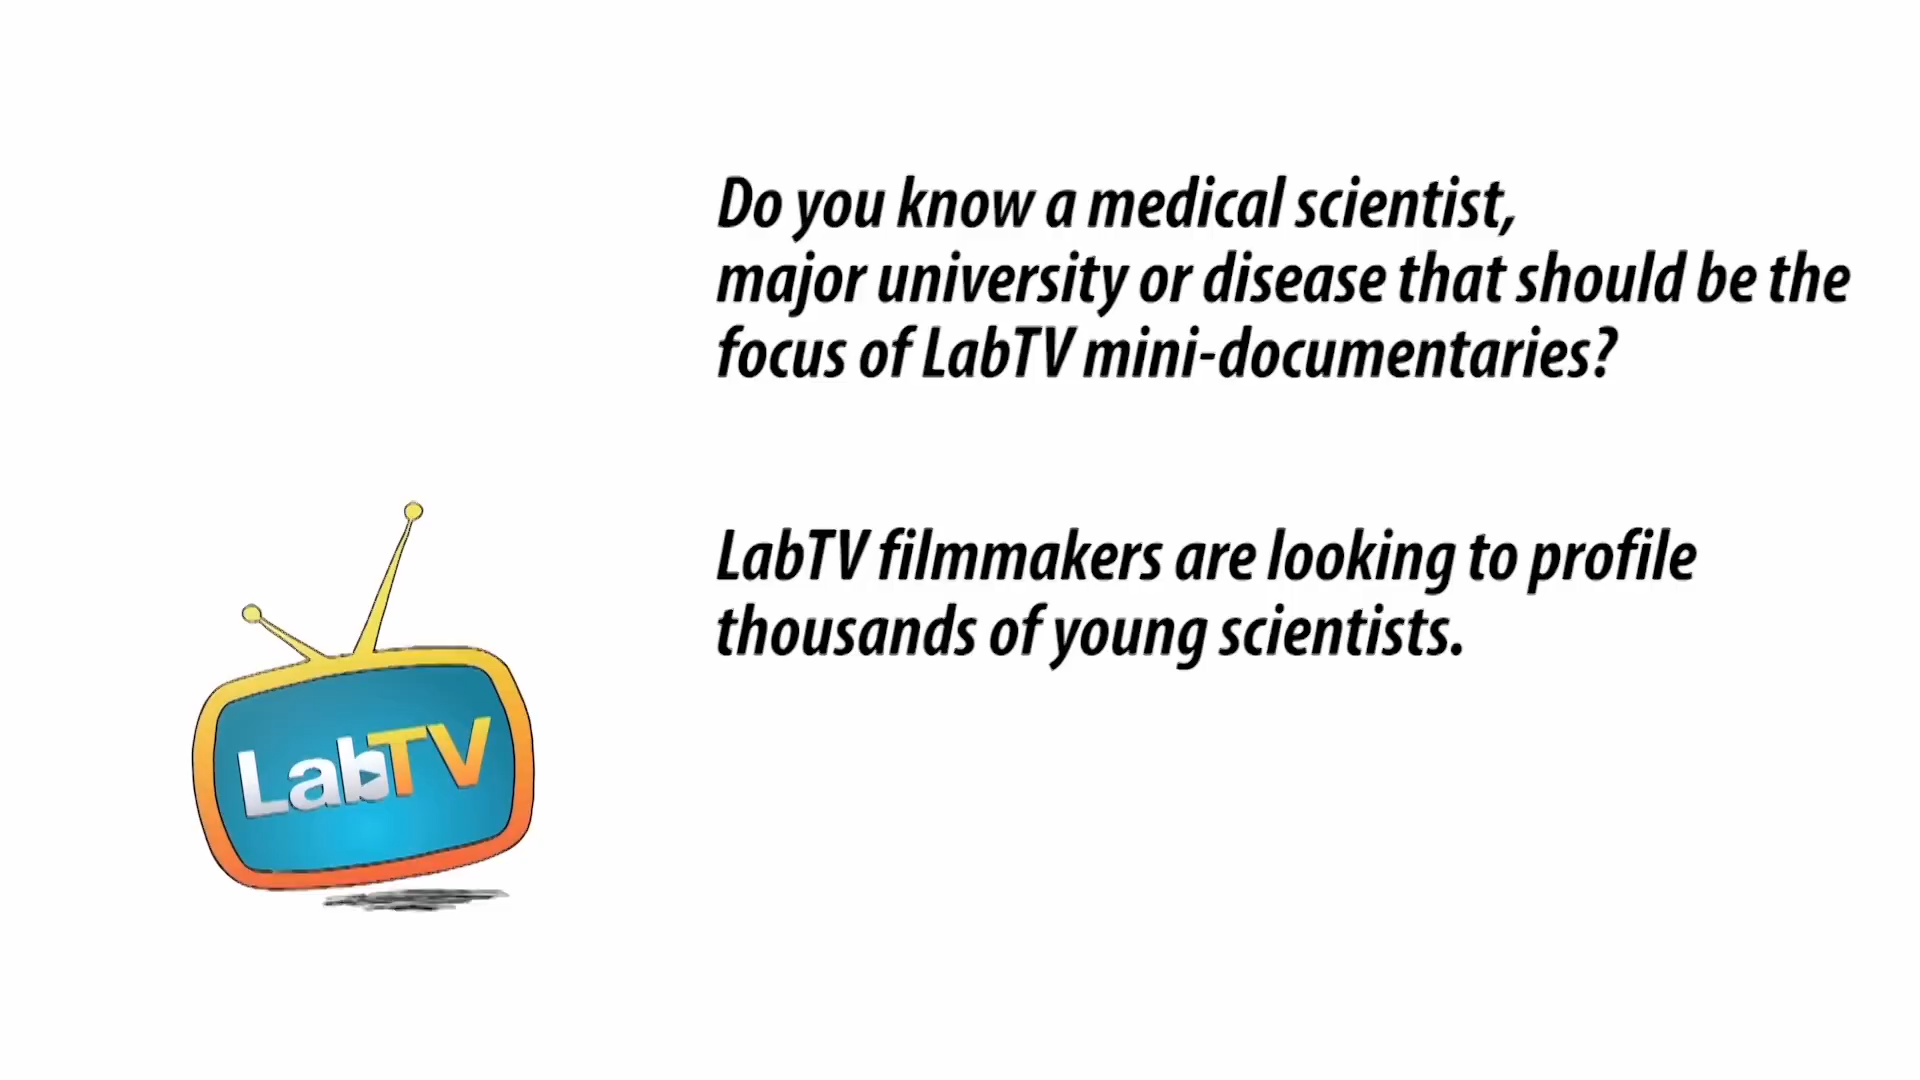 Do you know a medical scientist,
major university or disease that should be the
focus of LabTV mini-documentaries?
LabTV filmmakers are looking to profile
thousands of young scientists.
LabTV